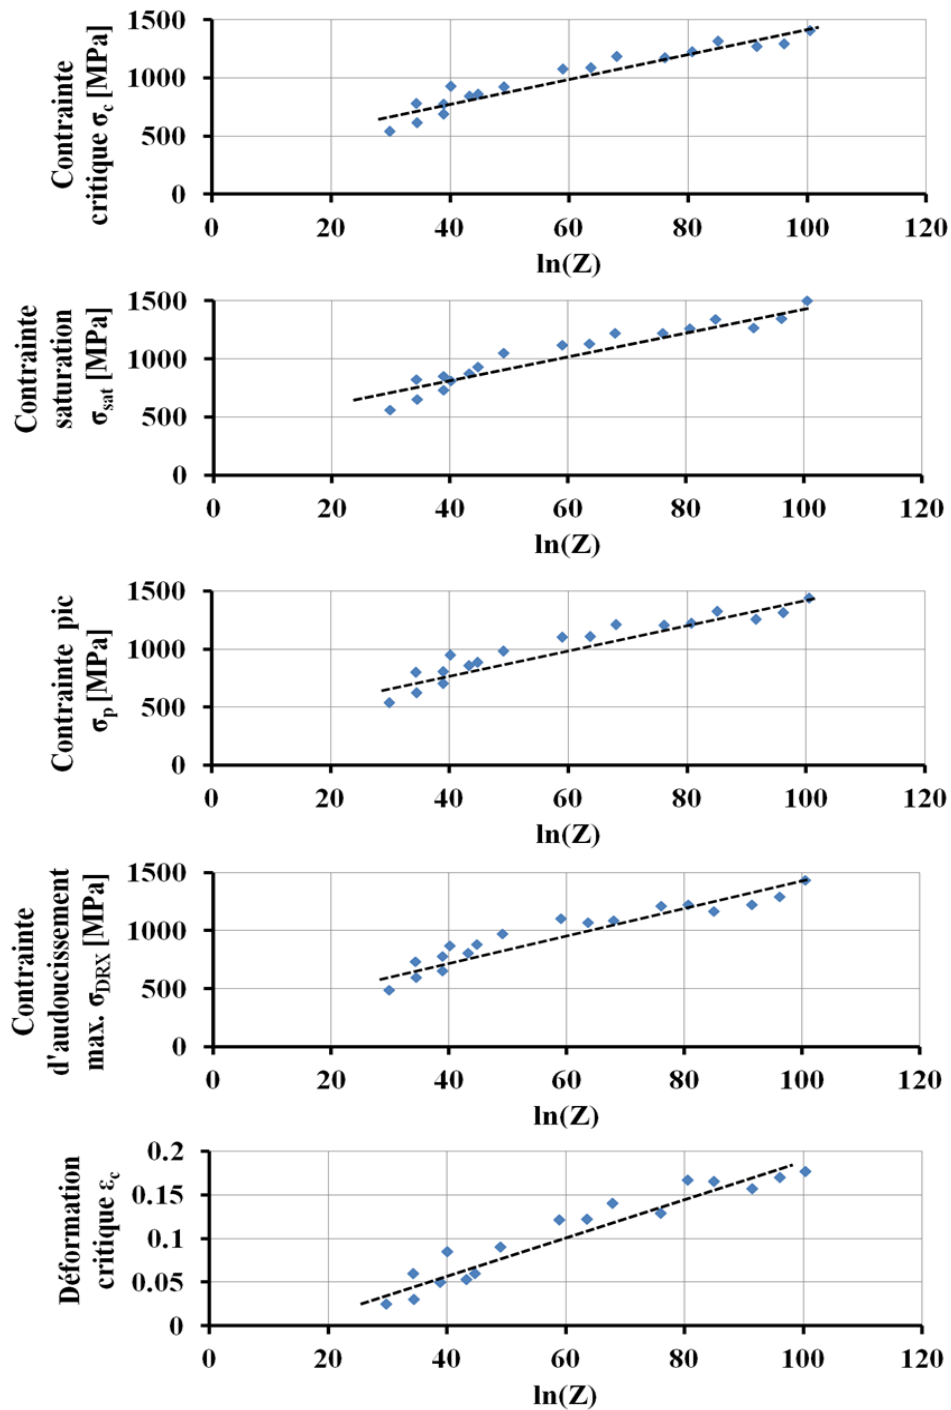 Contrainte
critique σc [MPa]
1500
1000
500
0
0 20 40 60 80 100 120
ln(Z)
Contrainte
saturation
σsat [MPa]
1500
1000
500
0
0 20 40 60 80 100 120
ln(Z)
Contrainte pic
σp [MPa]
1500
1000
500
0
0 20 40 60 80 100 120
ln(Z)
Contrainte
d'audoucissement
max. σDRX [MPa]
1500
1000
500
0
0 20 40 60 80 100 120
ln(Z)
Déformation
critique εc
0.2
0.15
0.1
0.05
0
0 20 40 60 80 100 120
ln(Z)